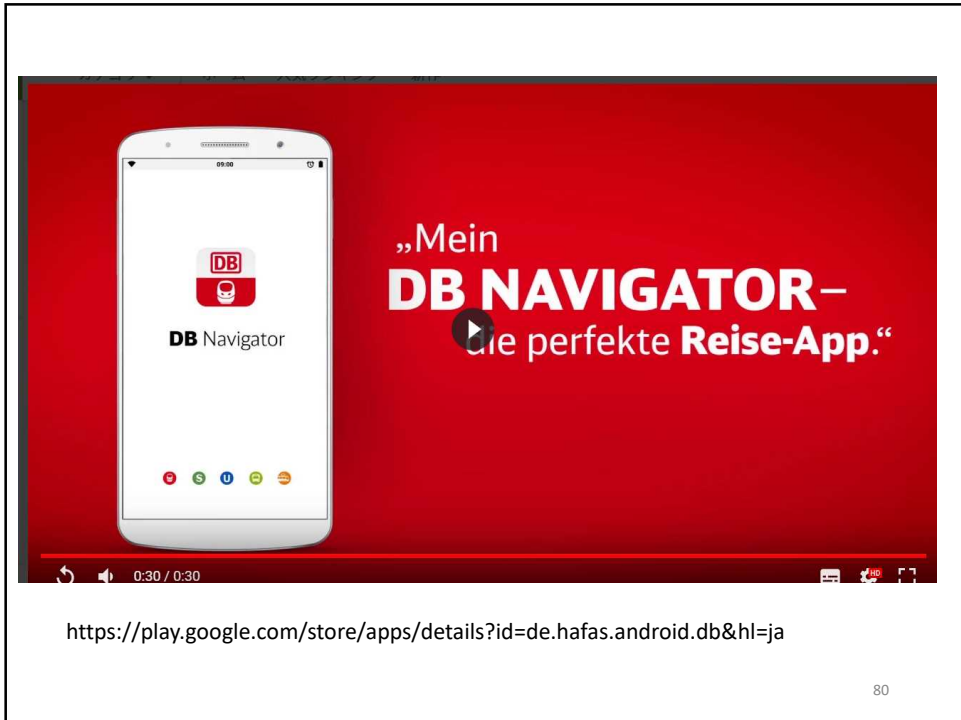 09:00
DB
DB Navigator
S U
„Mein
DB NAVIGATOR–
die perfekte Reise-App.“
0:30 / 0:30
HD
https://play.google.com/store/apps/details?id=de.hafas.android.db&hl=ja
80